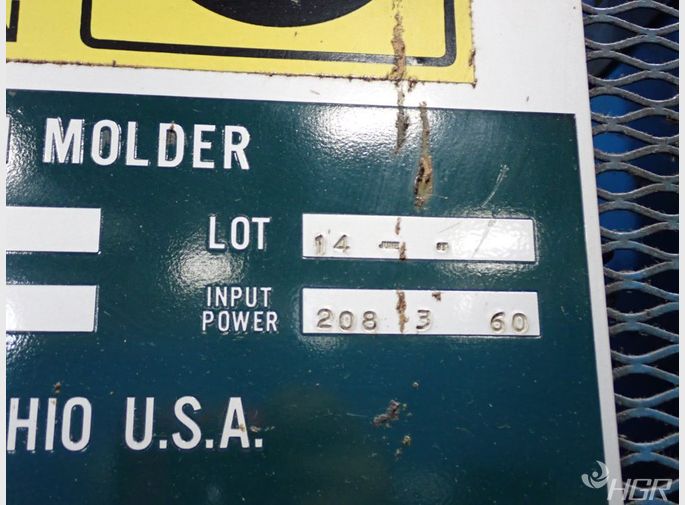 MOLDER
LOT 14
INPUT
POWER 208 3 60
HIO U.S.A.
HGR